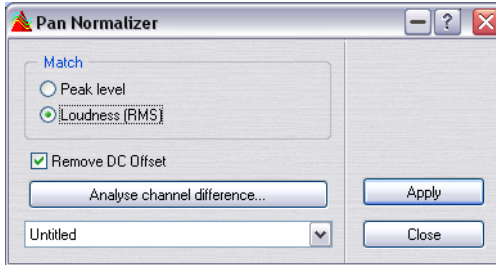 Pan Normalizer
Match
Peak level
Loudness (RMS)
Remove DC Offset
Analyse channel difference...
Apply
Untitled
Close